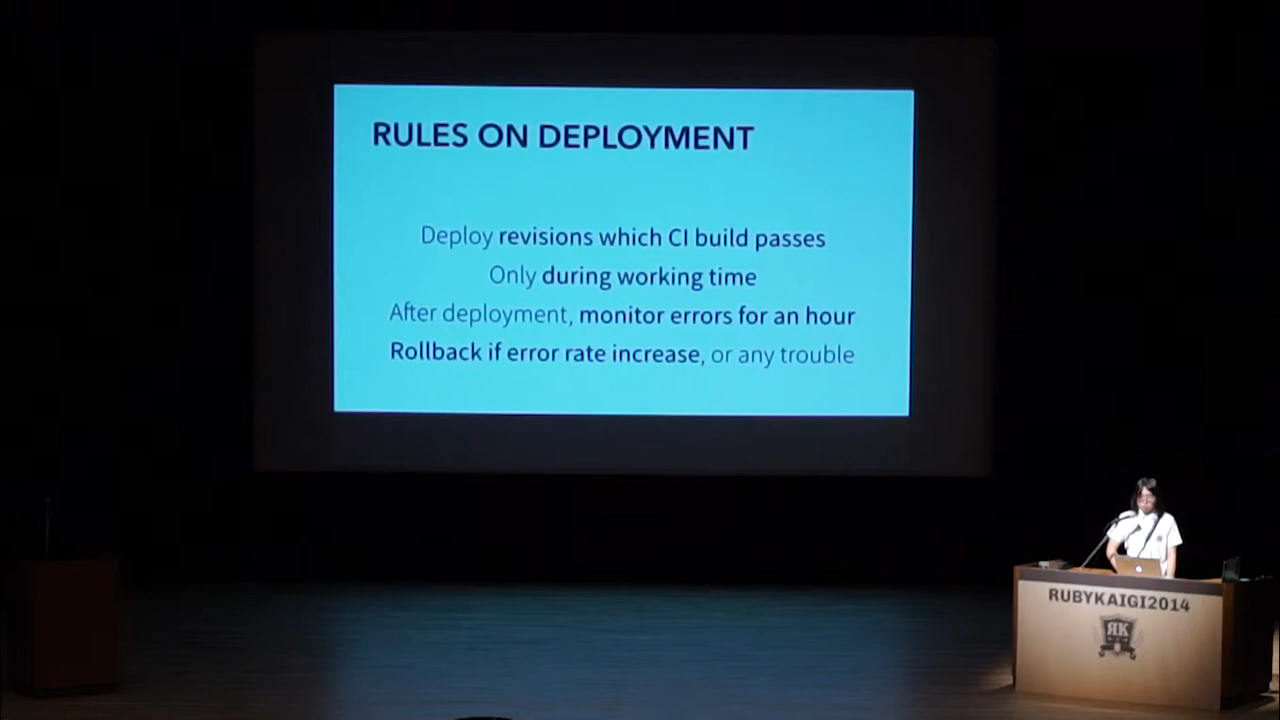 RULES ON DEPLOYMENT
Deploy revisions which CI build passes
Only during working time
After deployment, monitor errors for an hour
Rollback if error rate increase, or any trouble
RUBYKAIGI2014
RK